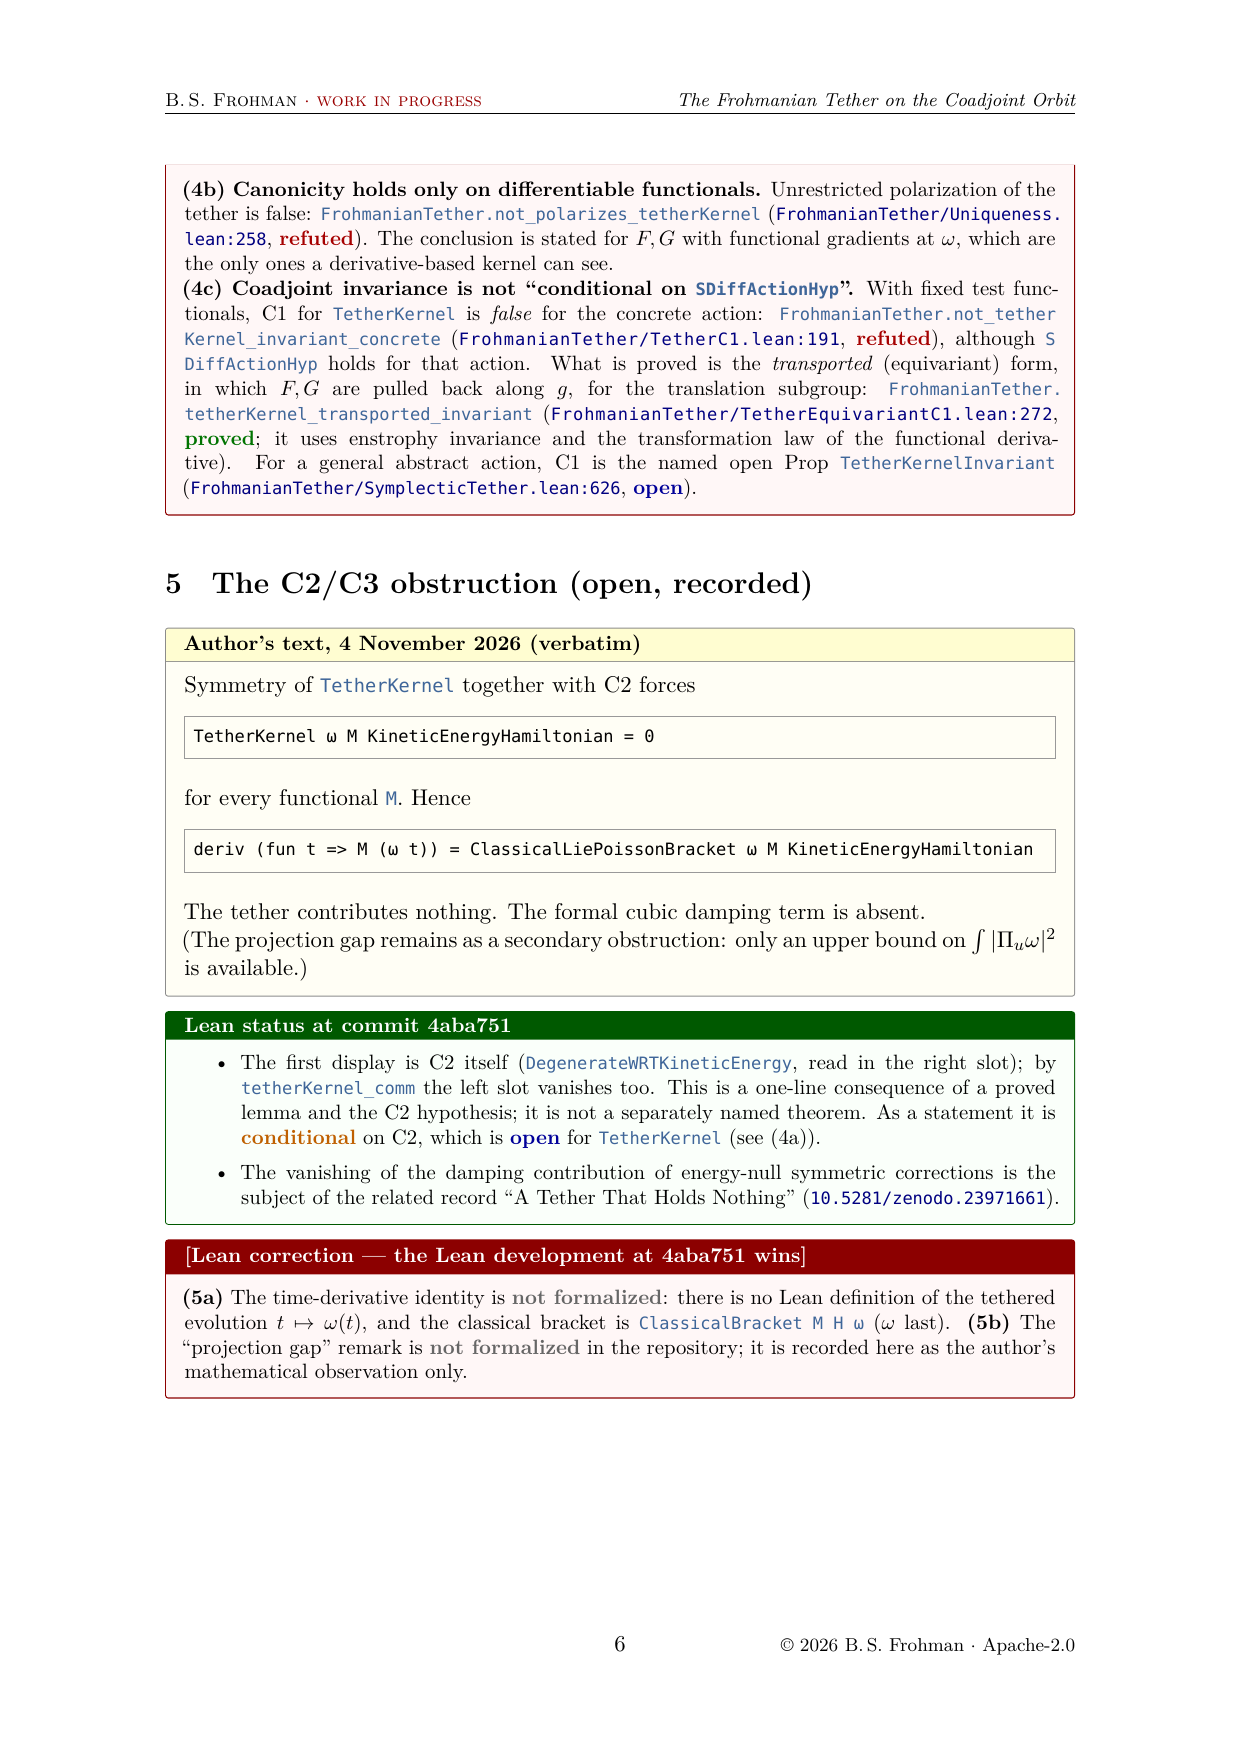 B. S. Frohman · work in progress
The Frohmanian Tether on the Coadjoint Orbit
(4b) Canonicity holds only on differentiable functionals. Unrestricted polarization of the
tether is false: FrohmanianTether.not_polarizes_tetherKernel (FrohmanianTether/Uniqueness.
lean:258, refuted). The conclusion is stated for F, G with functional gradients at ω, which are
the only ones a derivative-based kernel can see.
(4c) Coadjoint invariance is not “conditional on SDiffActionHyp”. With fixed test func-
tionals, C1 for TetherKernel is false for the concrete action: FrohmanianTether.not_tether
Kernel_invariant_concrete (FrohmanianTether/TetherC1.lean:191, refuted), although S
DiffActionHyp holds for that action. What is proved is the transported (equivariant) form,
in which F, G are pulled back along g, for the translation subgroup: FrohmanianTether.
tetherKernel_transported_invariant (FrohmanianTether/TetherEquivariantC1.lean:272,
proved; it uses enstrophy invariance and the transformation law of the functional deriva-
tive). For a general abstract action, C1 is the named open Prop TetherKernelInvariant
(FrohmanianTether/SymplecticTether.lean:626, open).
5 The C2/C3 obstruction (open, recorded)
Author’s text, 4 November 2026 (verbatim)
Symmetry of TetherKernel together with C2 forces
TetherKernel ω M KineticEnergyHamiltonian = 0
for every functional M. Hence
deriv (fun t => M (ω t)) = ClassicalLiePoissonBracket ω M KineticEnergyHamiltonian
The tether contributes nothing. The formal cubic damping term is absent.
(The projection gap remains as a secondary obstruction: only an upper bound on ∫ |Πᵤω|²
is available.)
Lean status at commit 4aba751
• The first display is C2 itself (DegenerateWRTKineticEnergy, read in the right slot); by
tetherKernel_comm the left slot vanishes too. This is a one-line consequence of a proved
lemma and the C2 hypothesis; it is not a separately named theorem. As a statement it is
conditional on C2, which is open for TetherKernel (see (4a)).
• The vanishing of the damping contribution of energy-null symmetric corrections is the
subject of the related record “A Tether That Holds Nothing” (10.5281/zenodo.23971661).
[Lean correction — the Lean development at 4aba751 wins]
(5a) The time-derivative identity is not formalized: there is no Lean definition of the tethered
evolution t ↦ ω(t), and the classical bracket is ClassicalBracket M H ω (ω last). (5b) The
“projection gap” remark is not formalized in the repository; it is recorded here as the author’s
mathematical observation only.
6
© 2026 B. S. Frohman · Apache-2.0